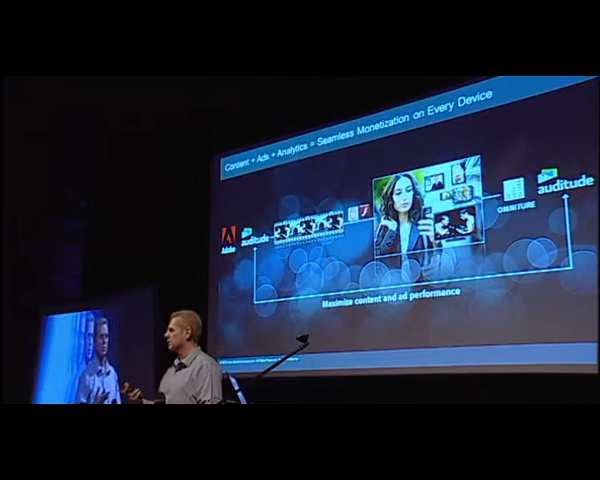 Content + Ads + Analytics = Seamless Monetization on Every Device
Adobe
auditude
OMNITURE
auditude
Maximize content and ad performance